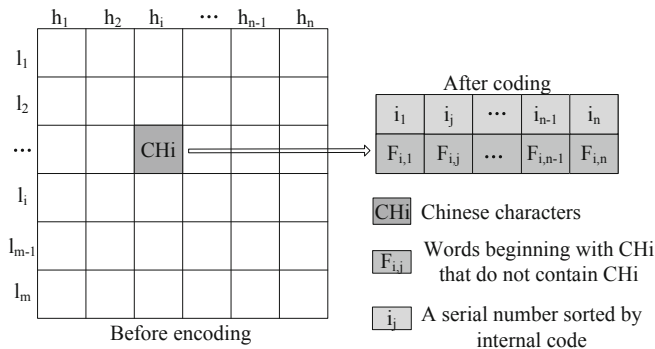 h₁ h₂ hᵢ ··· hₙ₋₁ hₙ
l₁
l₂
...
lᵢ
lₘ₋₁
lₘ
CHi
Before encoding
After coding
i₁ iⱼ ··· iₙ₋₁ iₙ
Fᵢ,₁ Fᵢ,ⱼ ... Fᵢ,ₙ₋₁ Fᵢ,ₙ
CHi Chinese characters
Fᵢ,ⱼ Words beginning with CHi
that do not contain CHi
iⱼ A serial number sorted by
internal code